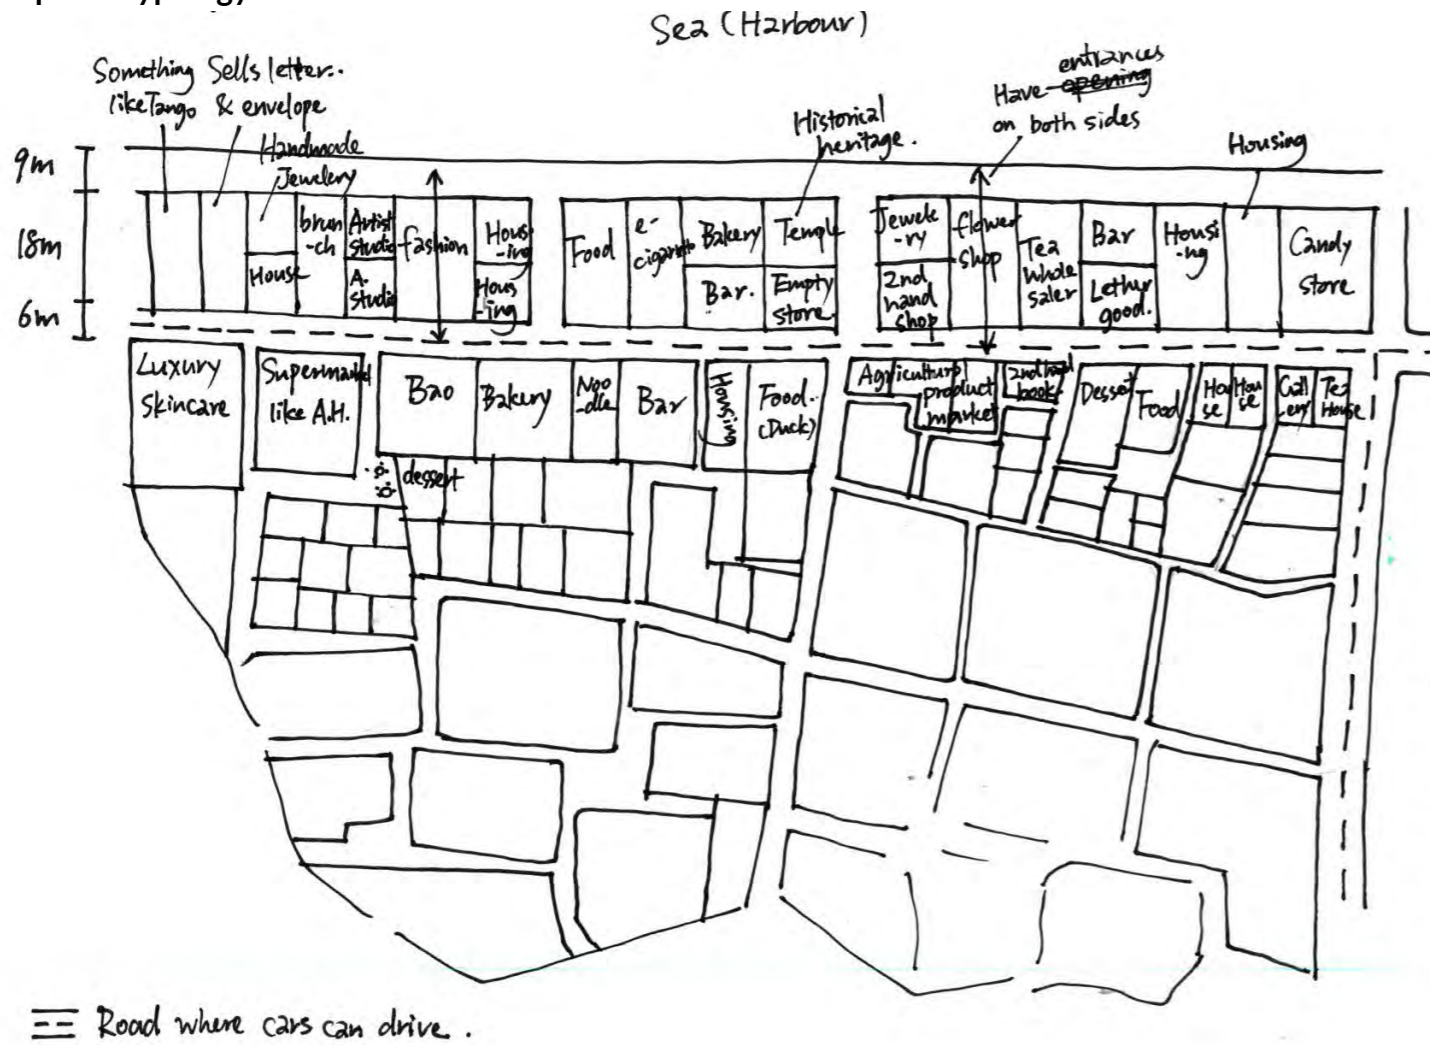 Sea (Harbour)
Something
like Tango
Sells letter..
& envelope
Handmade
Jewelery
Historical
heritage.
entrances
Have opening
on both sides
Housing
9m
18m
6m
House
brun
-ch
Artist
studio
A.
studio
fashion
Hous
-ing
Hous
-ing
Food
e-
cigarate
Bakery
Bar.
Temple
Empty
store.
Jewele
-ry
2nd
hand
shop
flower
shop
Tea
whole
saler
Bar
Lether
good.
Housi
-ng
Candy
store
Luxury
skincare
Supermarket
like A.H.
Bao
dessert
Bakery
Noo
-dle
Bar
Housing
Food..
(Duck)
Agricultural
product
market
2nd hand
book
Dessert
Food
Hou
se
Hou
se
Gall
-ery
Tea
House
Road where cars can drive.